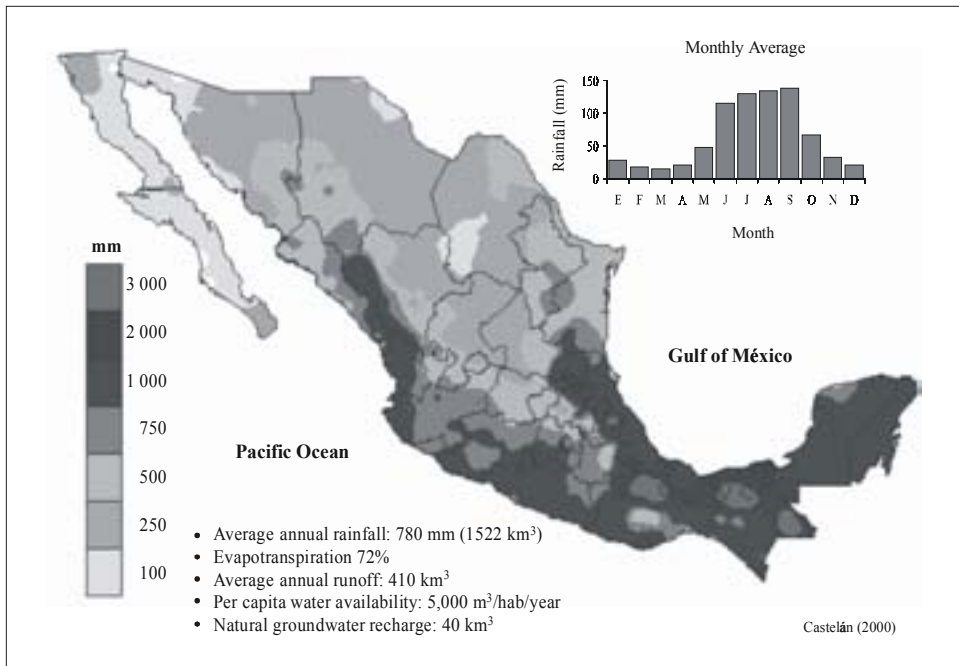 Monthly Average
Rainfall (mm)
150
100
50
0
E F M A M J J A S O N D
Month
mm
3 000
2 000
1 000
750
500
250
100
Gulf of México
Pacific Ocean
• Average annual rainfall: 780 mm (1522 km³)
• Evapotranspiration 72%
• Average annual runoff: 410 km³
• Per capita water availability: 5,000 m³/hab/year
• Natural groundwater recharge: 40 km³
Castelán (2000)